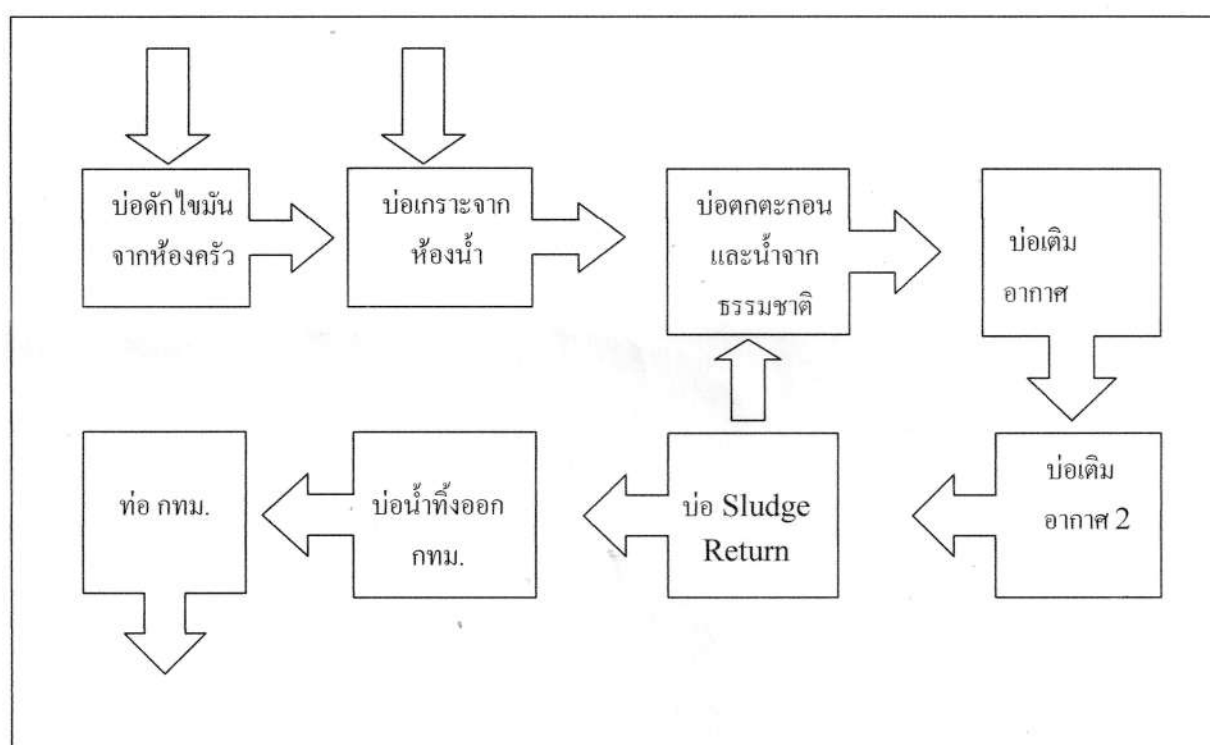 บ่อดักไขมัน
จากห้องครัว
บ่อเกราะจาก
ห้องน้ำ
บ่อตกตะกอน
และน้ำจาก
ธรรมชาติ
บ่อเติม
อากาศ
ท่อ กทม.
บ่อน้ำทิ้งออก
กทม.
บ่อ Sludge
Return
บ่อเติม
อากาศ 2